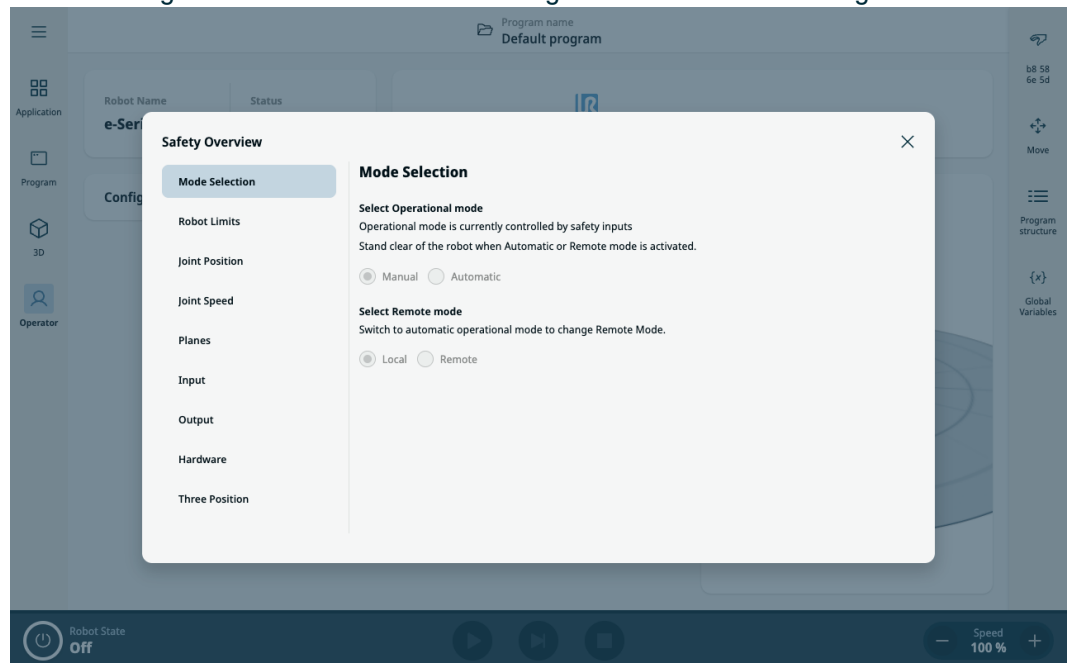 Program name
Default program
b8 58
6e 5d
Application
Robot Name
Status
e-Seri
Move
Program
Config
Program
structure
3D
{x}
Global
Variables
Operator
Safety Overview
Mode Selection
Robot Limits
Joint Position
Joint Speed
Planes
Input
Output
Hardware
Three Position
Mode Selection
Select Operational mode
Operational mode is currently controlled by safety inputs
Stand clear of the robot when Automatic or Remote mode is activated.
Manual Automatic
Select Remote mode
Switch to automatic operational mode to change Remote Mode.
Local Remote
Robot State
Off
Speed
100 %